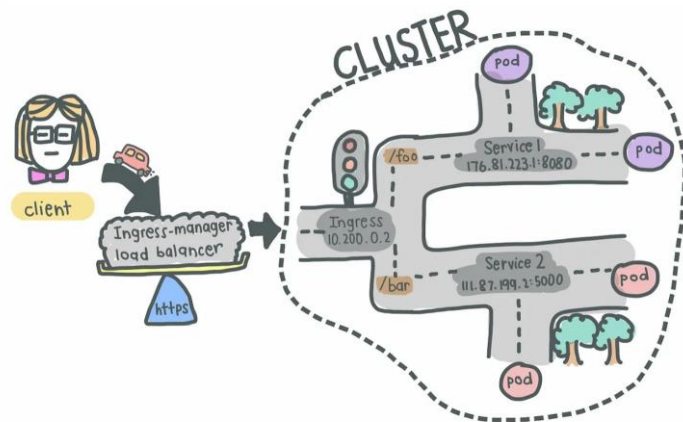 CLUSTER
pod
client
Ingress-manager
load balancer
https
Ingress
10.200.0.2
/foo
Service 1
176.81.223.1:8080
pod
/bar
Service 2
111.87.199.2:5000
pod
pod